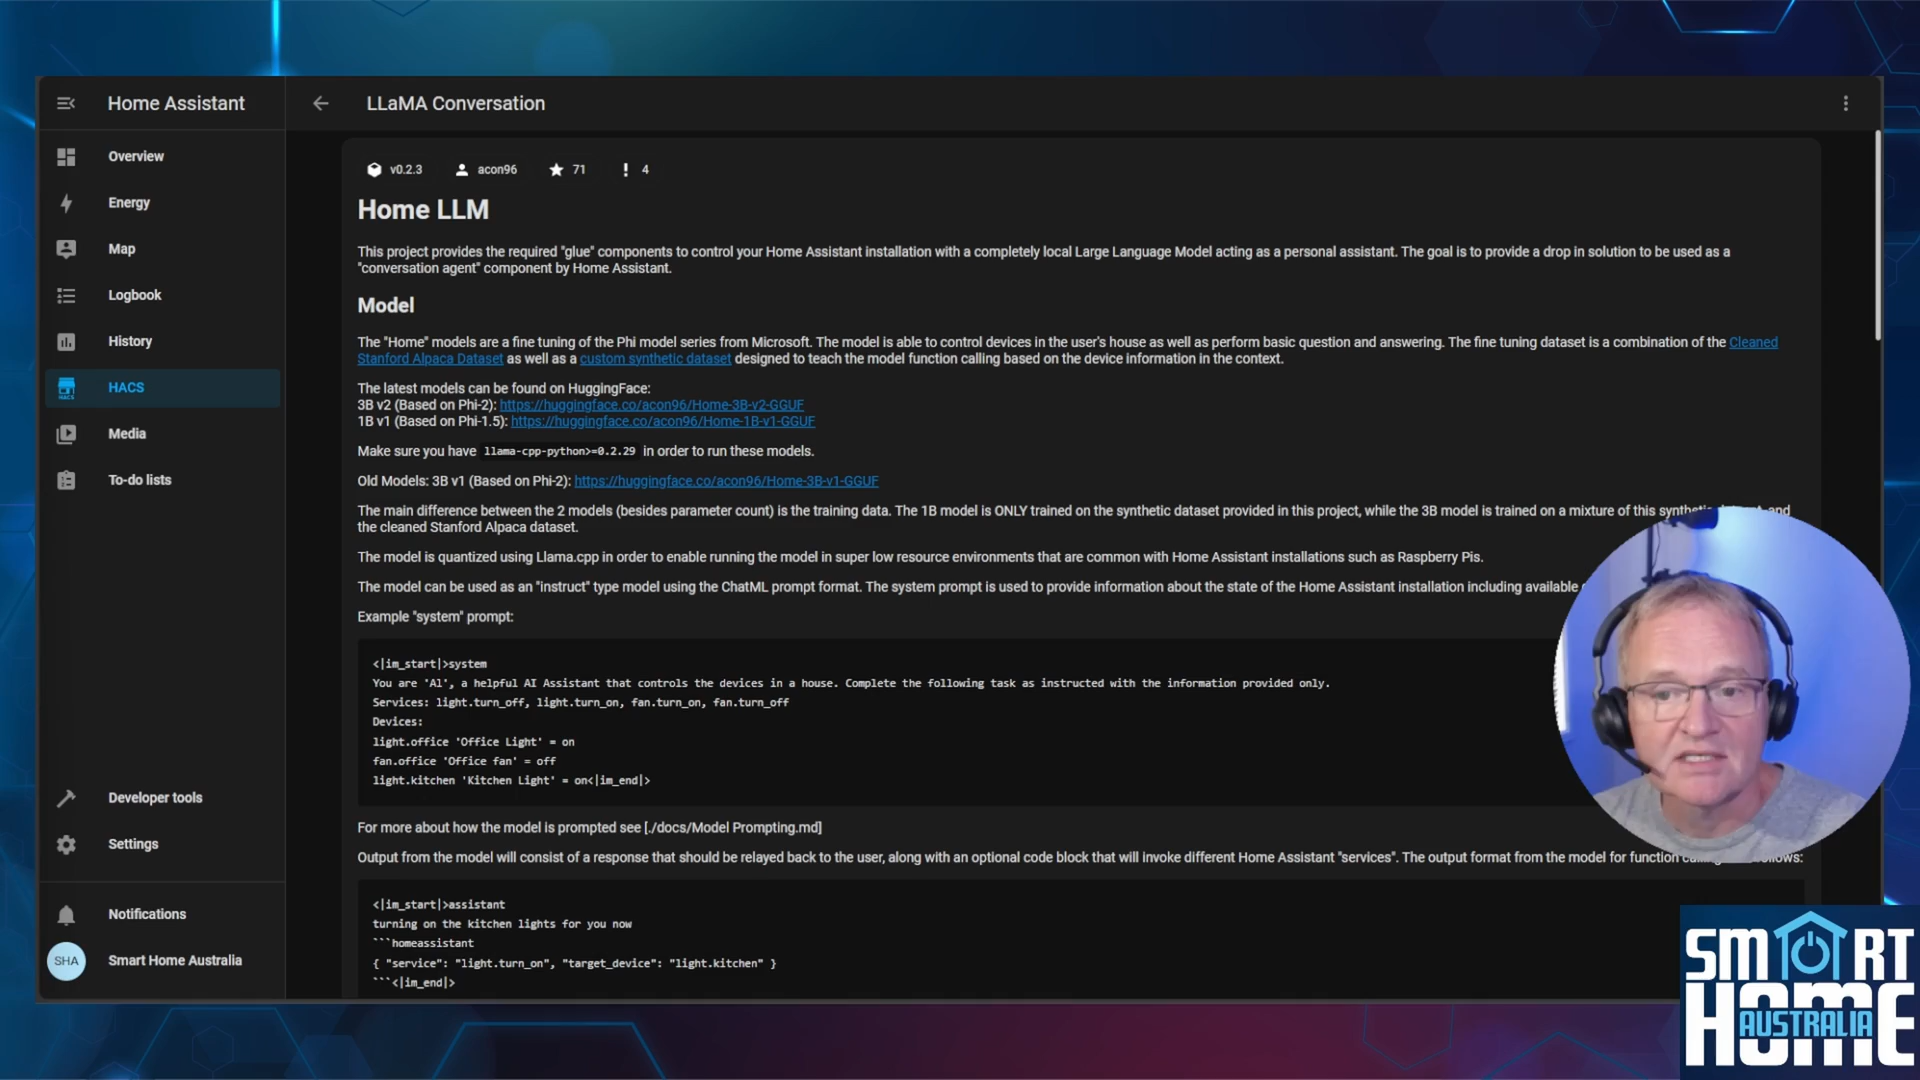 Home Assistant
LLaMA Conversation
Overview
Energy
Map
Logbook
History
HACS
HACS
Media
To-do lists
Developer tools
Settings
Notifications
SHA
Smart Home Australia
v0.2.3 acon96 71 4
Home LLM
This project provides the required "glue" components to control your Home Assistant installation with a completely local Large Language Model acting as a personal assistant. The goal is to provide a drop in solution to be used as a
"conversation agent" component by Home Assistant.
Model
The "Home" models are a fine tuning of the Phi model series from Microsoft. The model is able to control devices in the user's house as well as perform basic question and answering. The fine tuning dataset is a combination of the Cleaned
Stanford Alpaca Dataset as well as a custom synthetic dataset designed to teach the model function calling based on the device information in the context.
The latest models can be found on HuggingFace:
3B v2 (Based on Phi-2): https://huggingface.co/acon96/Home-3B-v2-GGUF
1B v1 (Based on Phi-1.5): https://huggingface.co/acon96/Home-1B-v1-GGUF
Make sure you have llama-cpp-python>=0.2.29 in order to run these models.
Old Models: 3B v1 (Based on Phi-2): https://huggingface.co/acon96/Home-3B-v1-GGUF
The main difference between the 2 models (besides parameter count) is the training data. The 1B model is ONLY trained on the synthetic dataset provided in this project, while the 3B model is trained on a mixture of this and
the cleaned Stanford Alpaca dataset.
The model is quantized using Llama.cpp in order to enable running the model in super low resource environments that are common with Home Assistant installations such as Raspberry Pis.
The model can be used as an "instruct" type model using the ChatML prompt format. The system prompt is used to provide information about the state of the Home Assistant installation including available
Example "system" prompt:
<|im_start|>system
You are 'Al', a helpful AI Assistant that controls the devices in a house. Complete the following task as instructed with the information provided only.
Services: light.turn_off, light.turn_on, fan.turn_on, fan.turn_off
Devices:
light.office 'Office Light' = on
fan.office 'Office fan' = off
light.kitchen 'Kitchen Light' = on<|im_end|>
For more about how the model is prompted see [./docs/Model Prompting.md]
Output from the model will consist of a response that should be relayed back to the user, along with an optional code block that will invoke different Home Assistant "services". The output format from the model for function
<|im_start|>assistant
turning on the kitchen lights for you now
```homeassistant
{ "service": "light.turn_on", "target_device": "light.kitchen" }
```<|im_end|>
SMART
HOME
AUSTRALIA